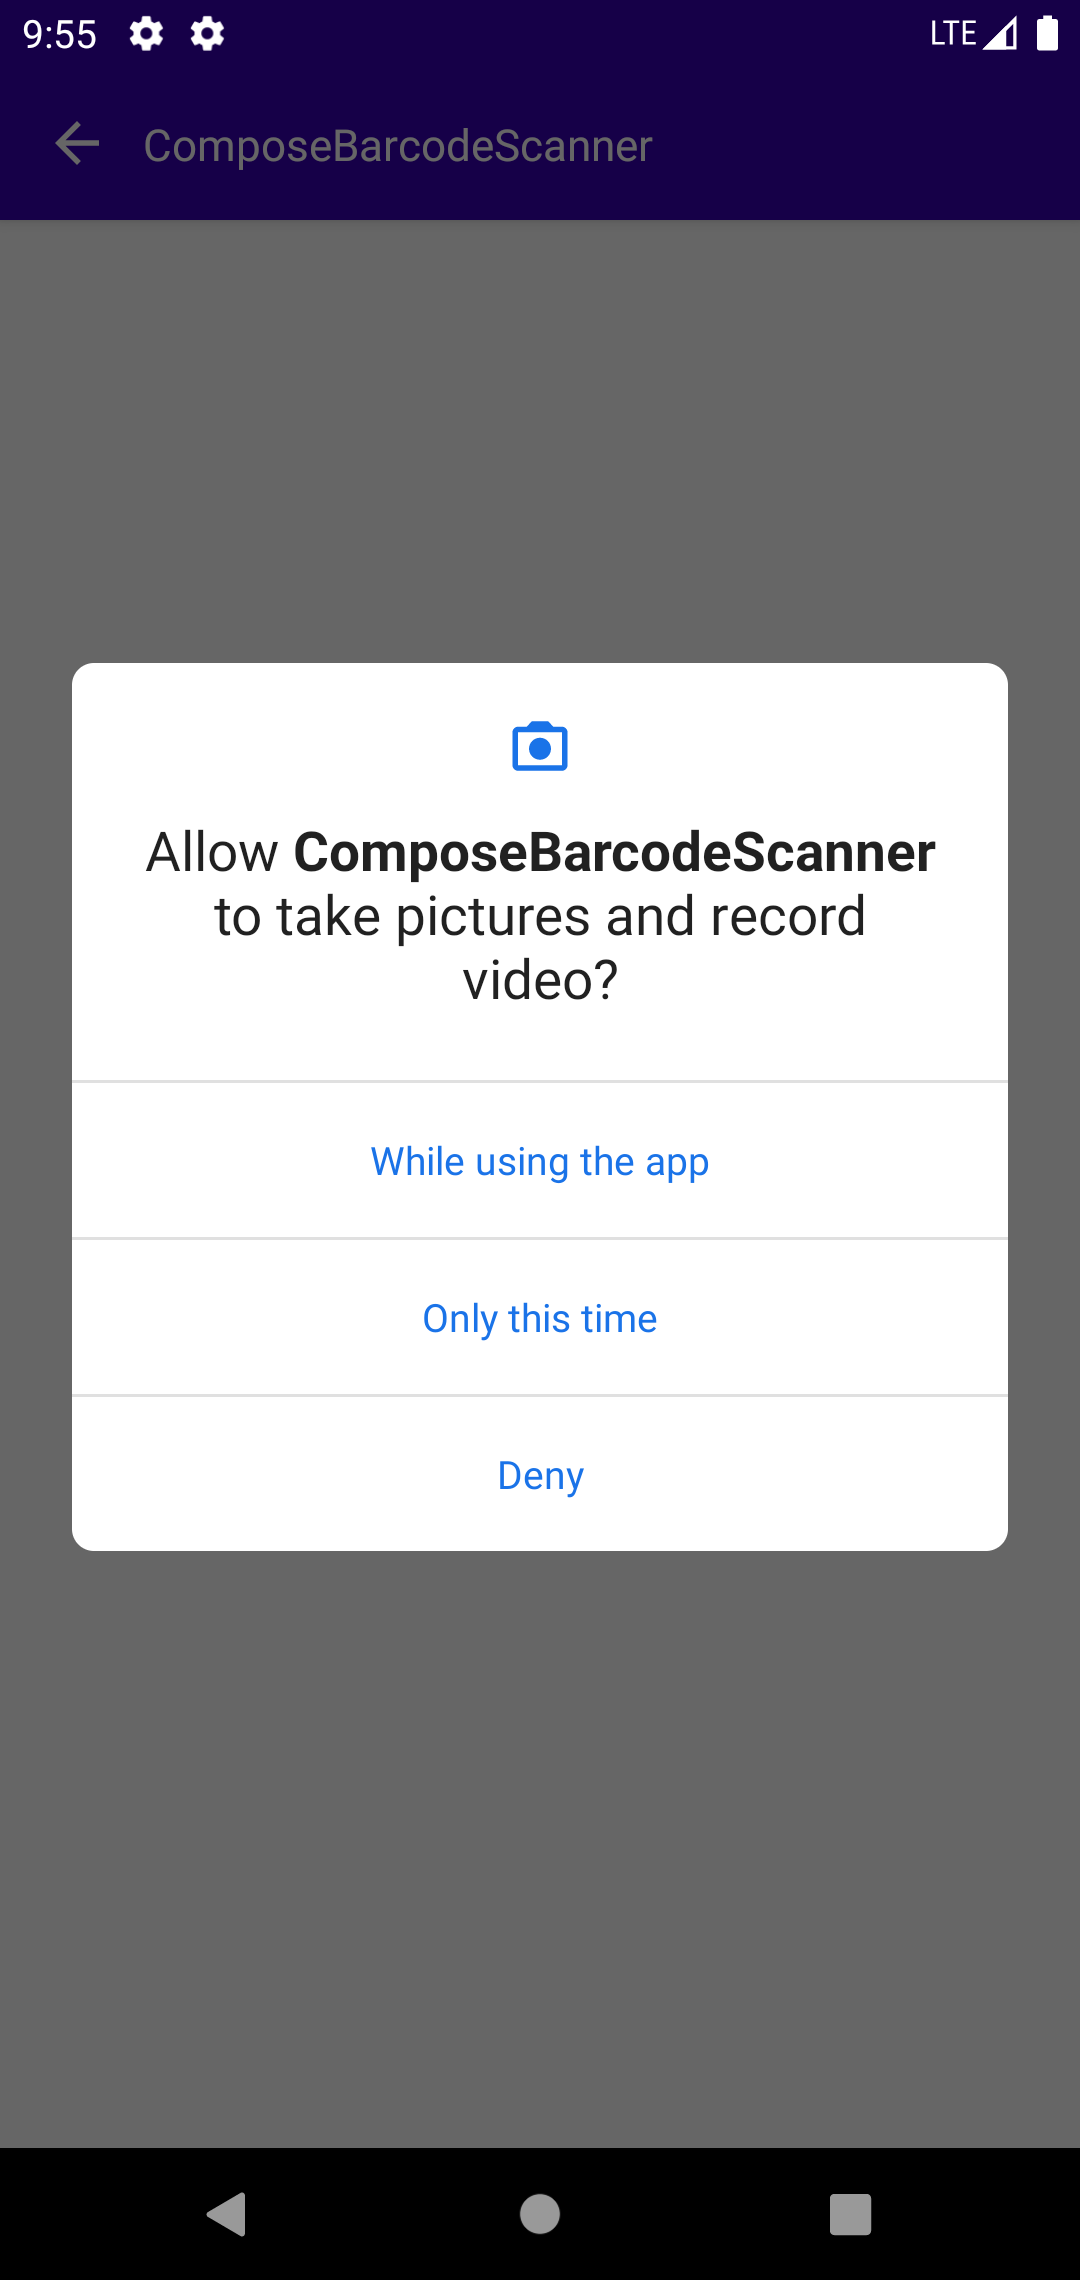 9:55 LTE
ComposeBarcodeScanner
Allow ComposeBarcodeScanner
to take pictures and record
video?
While using the app
Only this time
Deny